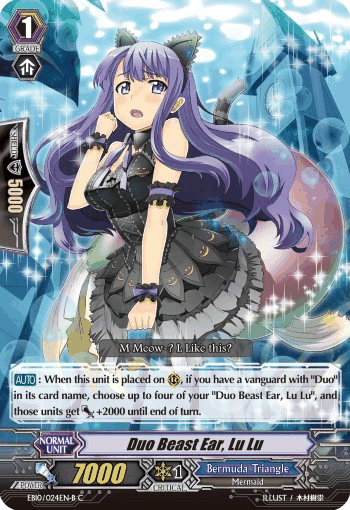 1
GRADE
SHIELD
5000
M Meow-? L Like this?
AUTO : When this unit is placed on , if you have a vanguard with "Duo"
in its card name, choose up to four of your "Duo Beast Ear, Lu Lu", and
those units get +2000 until end of turn.
NORMAL
UNIT
Duo Beast Ear, Lu Lu
POWER
7000
1
CRITICAL
Bermuda Triangle
Mermaid
EB10/024EN-B C
ILLUST / 木村樹崇